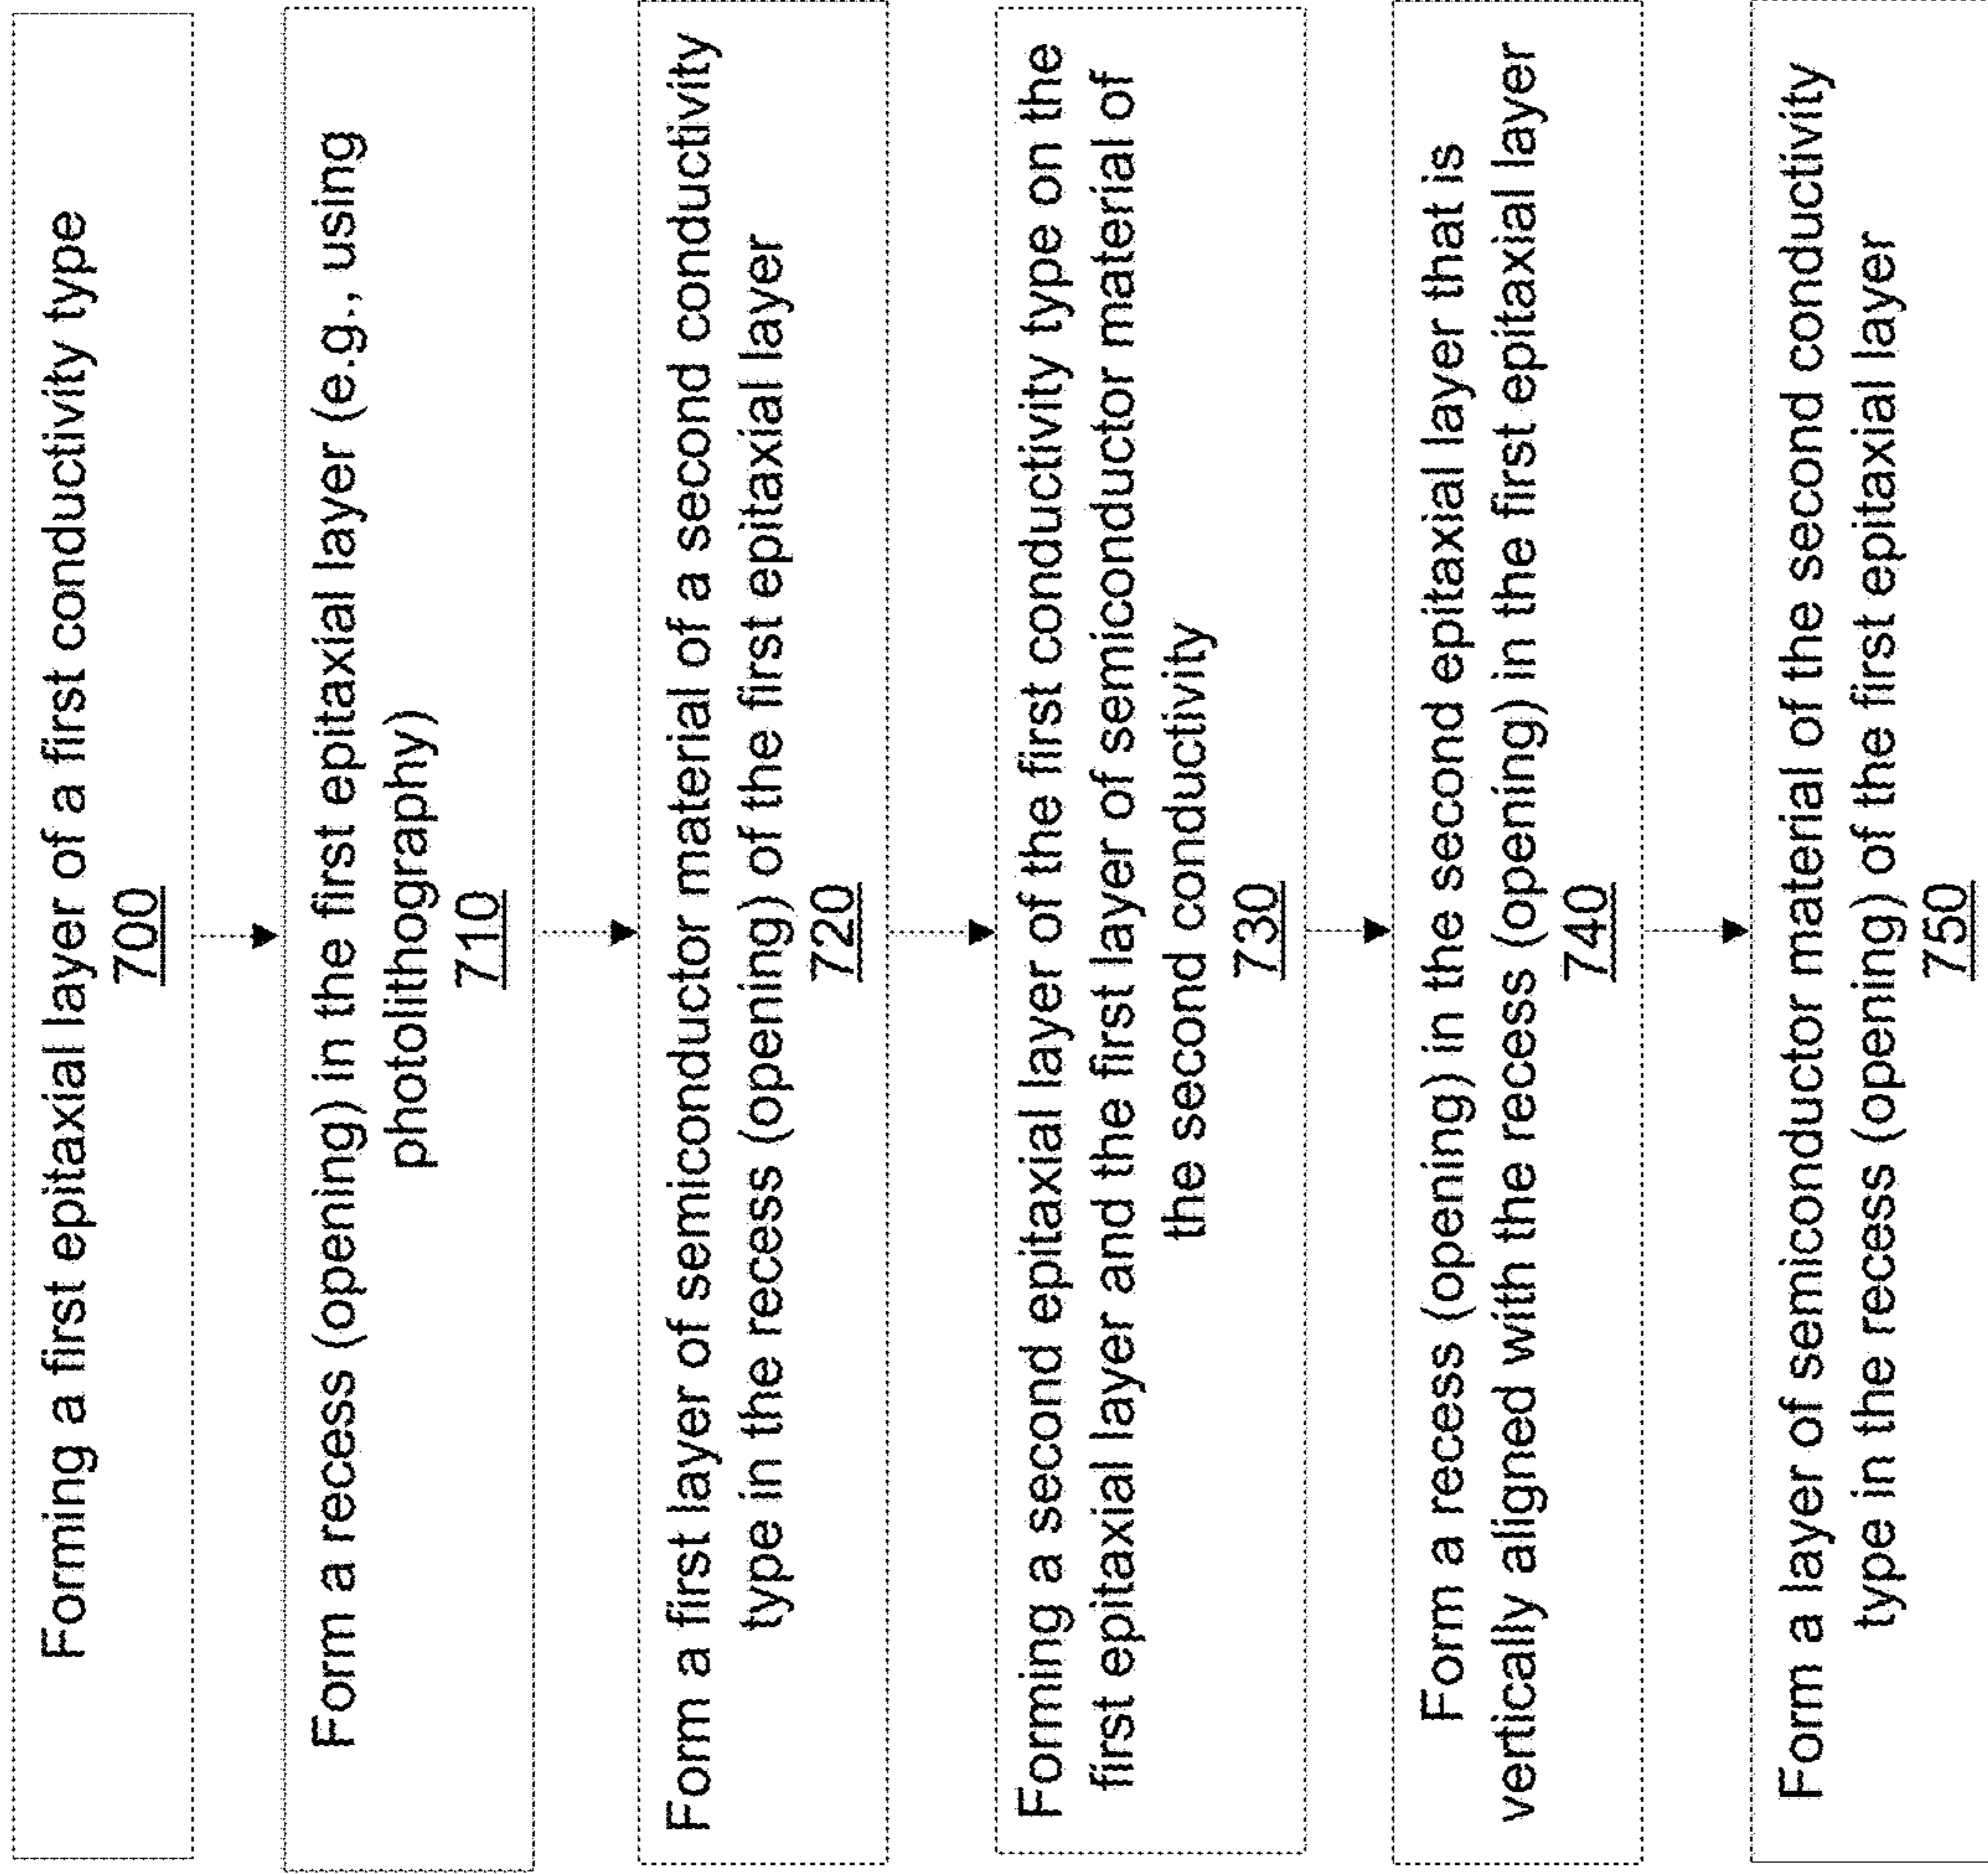 Forming a first epitaxial layer of a first conductivity type
700
Form a recess (opening) in the first epitaxial layer (e.g., using
photolithography)
710
Form a first layer of semiconductor material of a second conductivity
type in the recess (opening) of the first epitaxial layer
720
Forming a second epitaxial layer of the first conductivity type on the
first epitaxial layer and the first layer of semiconductor material of
the second conductivity
730
Form a recess (opening) in the second epitaxial layer that is
vertically aligned with the recess (opening) in the first epitaxial layer
740
Form a layer of semiconductor material of the second conductivity
type in the recess (opening) of the first epitaxial layer
750